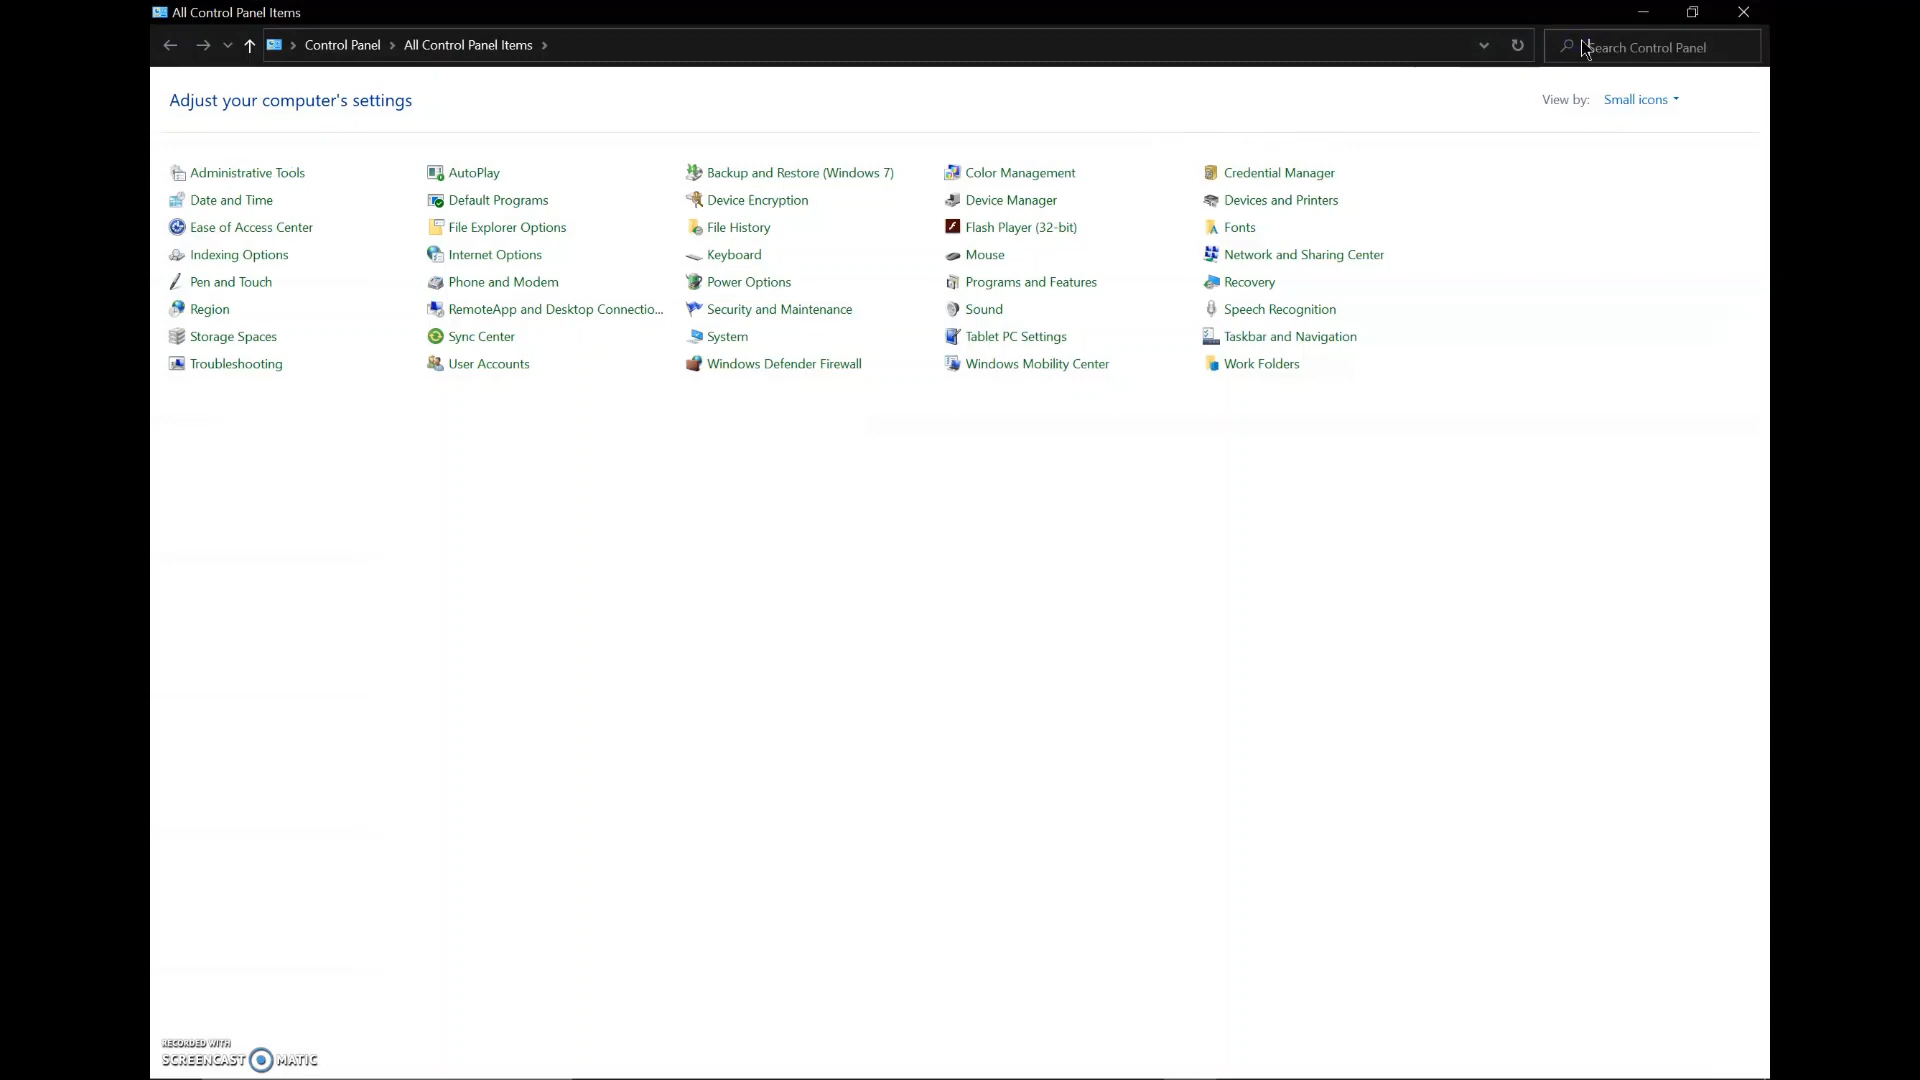 All Control Panel Items
Control Panel All Control Panel Items
Search Control Panel
Adjust your computer's settings
View by: Small icons
Administrative Tools AutoPlay Backup and Restore (Windows 7) Color Management Credential Manager
Date and Time Default Programs Device Encryption Device Manager Devices and Printers
Ease of Access Center File Explorer Options File History Flash Player (32-bit) Fonts
Indexing Options Internet Options Keyboard Mouse Network and Sharing Center
Pen and Touch Phone and Modem Power Options Programs and Features Recovery
Region RemoteApp and Desktop Connectio... Security and Maintenance Sound Speech Recognition
Storage Spaces Sync Center System Tablet PC Settings Taskbar and Navigation
Troubleshooting User Accounts Windows Defender Firewall Windows Mobility Center Work Folders
RECORDED WITH
SCREENCAST MATIC